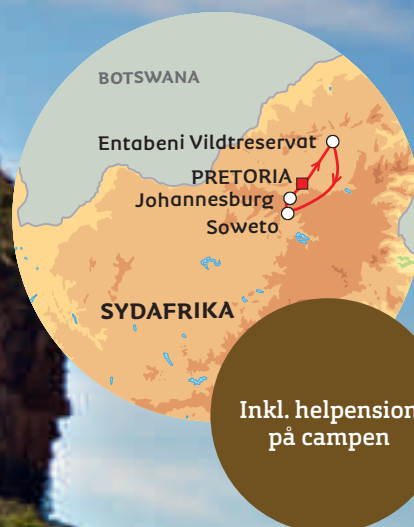 BOTSWANA
Entabeni Vildtreservat
PRETORIA
Johannesburg
Soweto
SYDAFRIKA
Inkl. helpension
på campen